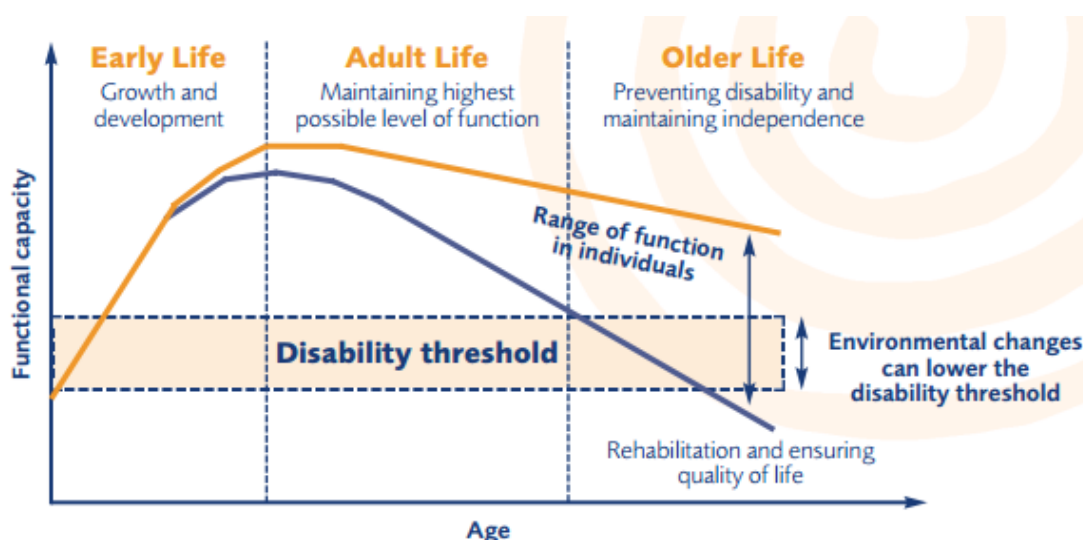 Early Life
Growth and
development
Adult Life
Maintaining highest
possible level of function
Older Life
Preventing disability and
maintaining independence
Functional capacity
Range of function
in individuals
Disability threshold
Environmental changes
can lower the
disability threshold
Rehabilitation and ensuring
quality of life
Age